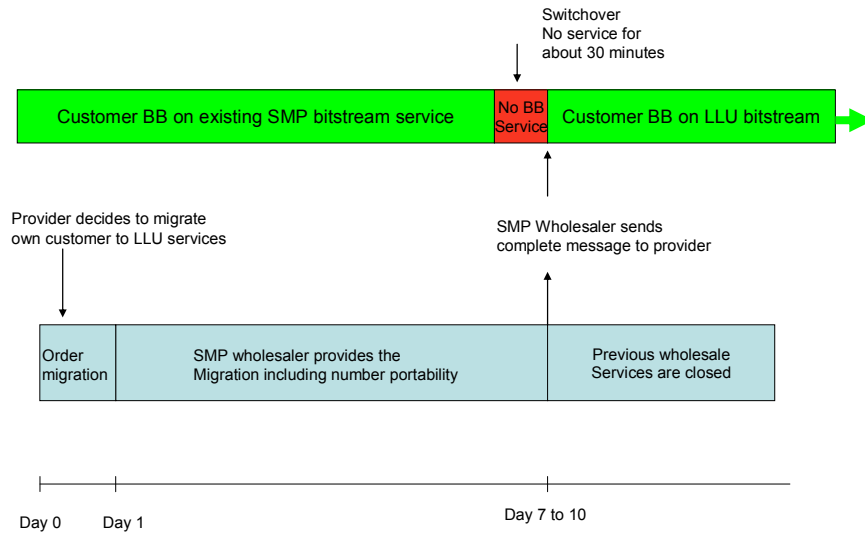 Switchover
No service for
about 30 minutes
Customer BB on existing SMP bitstream service
No BB
Service
Customer BB on LLU bitstream
Provider decides to migrate
own customer to LLU services
SMP Wholesaler sends
complete message to provider
Order
migration
SMP wholesaler provides the
Migration including number portability
Previous wholesale
Services are closed
Day 0
Day 1
Day 7 to 10